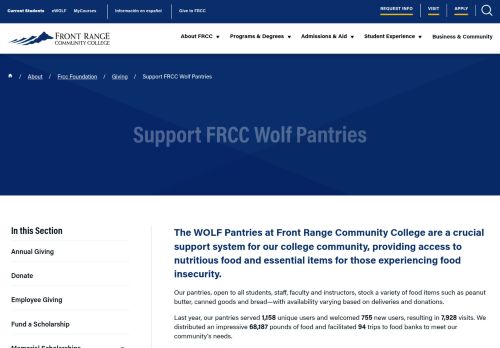 Current Students eWOLF MyCourses Información en español Give to FRCC REQUEST INFO VISIT APPLY
FRONT RANGE
COMMUNITY COLLEGE
About FRCC Programs & Degrees Admissions & Aid Student Experience Business & Community
/ About / Frcc Foundation / Giving / Support FRCC Wolf Pantries
Support FRCC Wolf Pantries
In this Section
Annual Giving
Donate
Employee Giving
Fund a Scholarship
Memorial Scholarships
The WOLF Pantries at Front Range Community College are a crucial
support system for our college community, providing access to
nutritious food and essential items for those experiencing food
insecurity.
Our pantries, open to all students, staff, faculty and instructors, stock a variety of food items such as peanut
butter, canned goods and bread—with availability varying based on deliveries and donations.
Last year, our pantries served 1,158 unique users and welcomed 755 new users, resulting in 7,928 visits. We
distributed an impressive 68,187 pounds of food and facilitated 94 trips to food banks to meet our
community's needs.